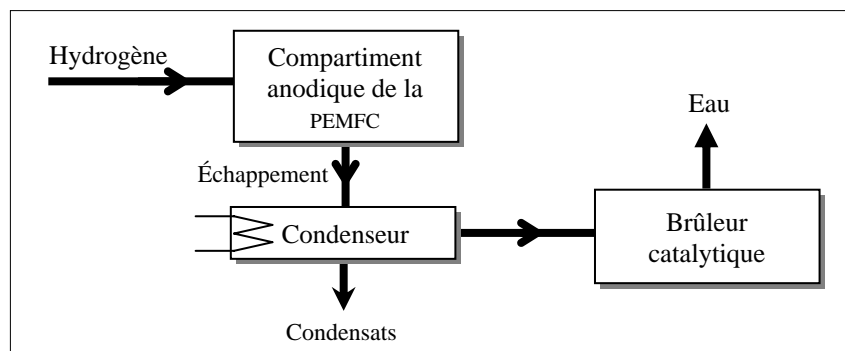 Hydrogène
Compartiment
anodique de la
PEMFC
Eau
Échappement
Condenseur
Brûleur
catalytique
Condensats